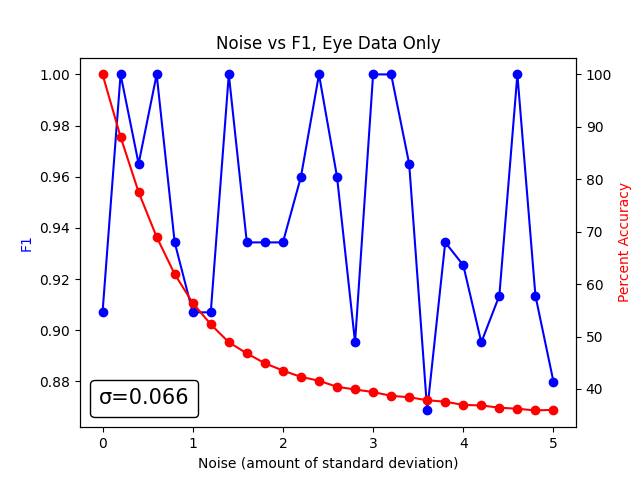 Noise vs F1, Eye Data Only
1.00
0.98
0.96
0.94
0.92
0.90
0.88
F1
100
90
80
70
60
50
40
Percent Accuracy
σ=0.066
0 1 2 3 4 5
Noise (amount of standard deviation)